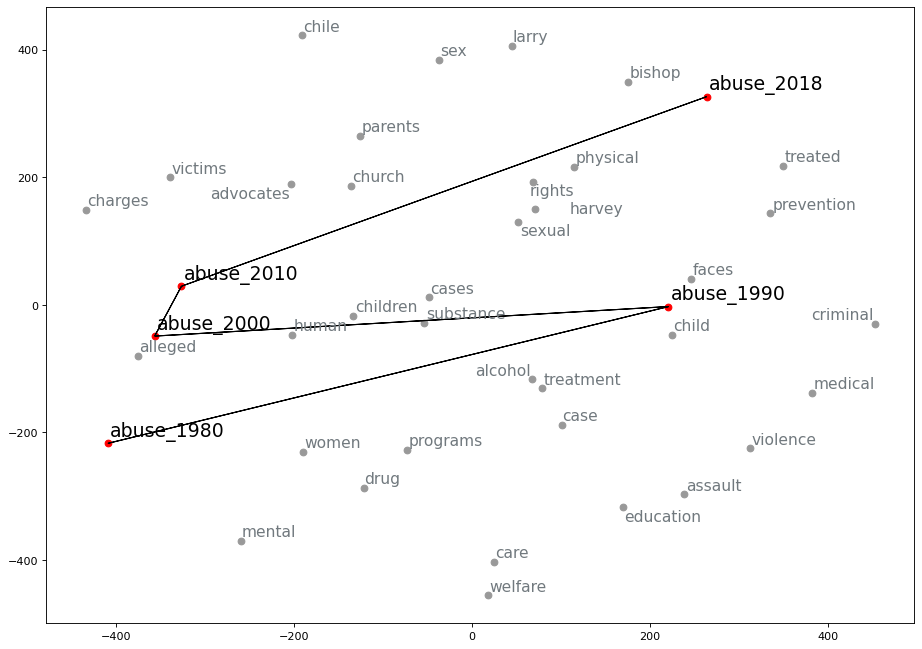 chile
larry
sex
400
bishop
abuse_2018
parents
physical
treated
victims
church
200
advocates
rights
charges
prevention
harvey
sexual
abuse_2010
faces
cases
abuse_1990
0
children
substance
criminal
abuse_2000
human
child
alleged
alcohol
treatment
medical
case
abuse_1980
−200
women
programs
violence
drug
assault
education
mental
care
−400
welfare
−400
−200
0
200
400